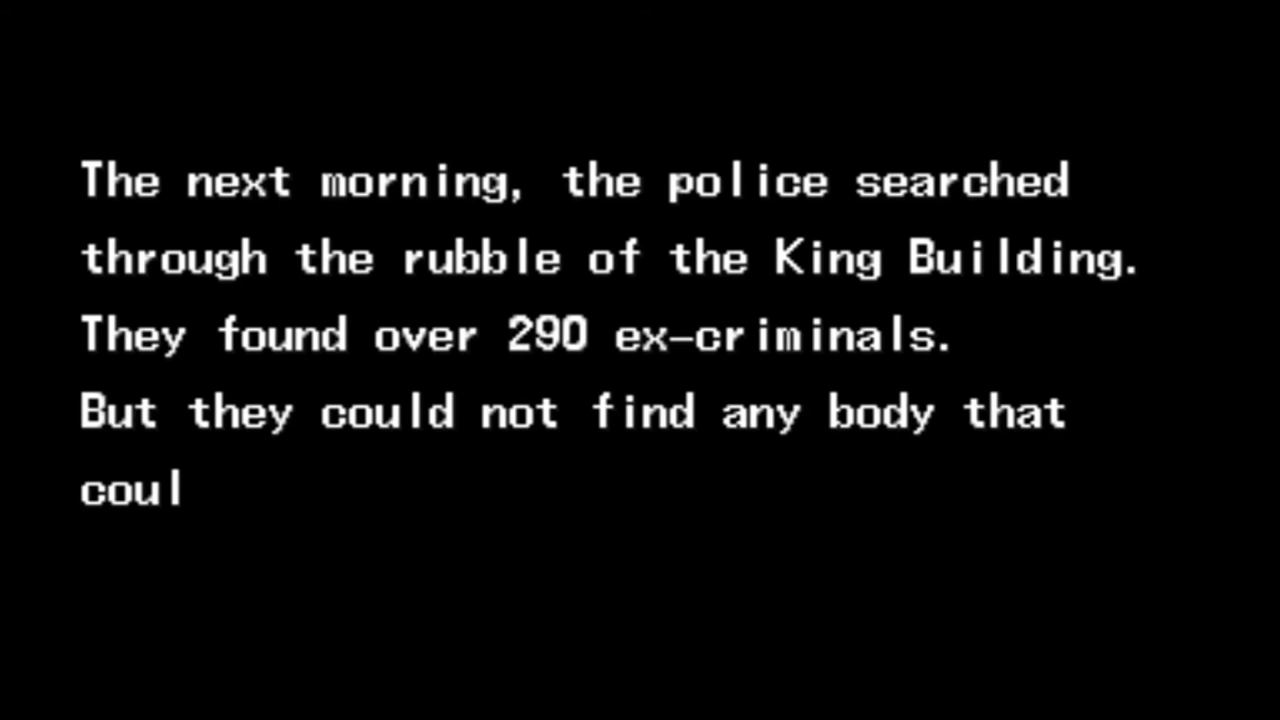 The next morning, the police searched
through the rubble of the King Building.
They found over 290 ex-criminals.
But they could not find any body that
coul